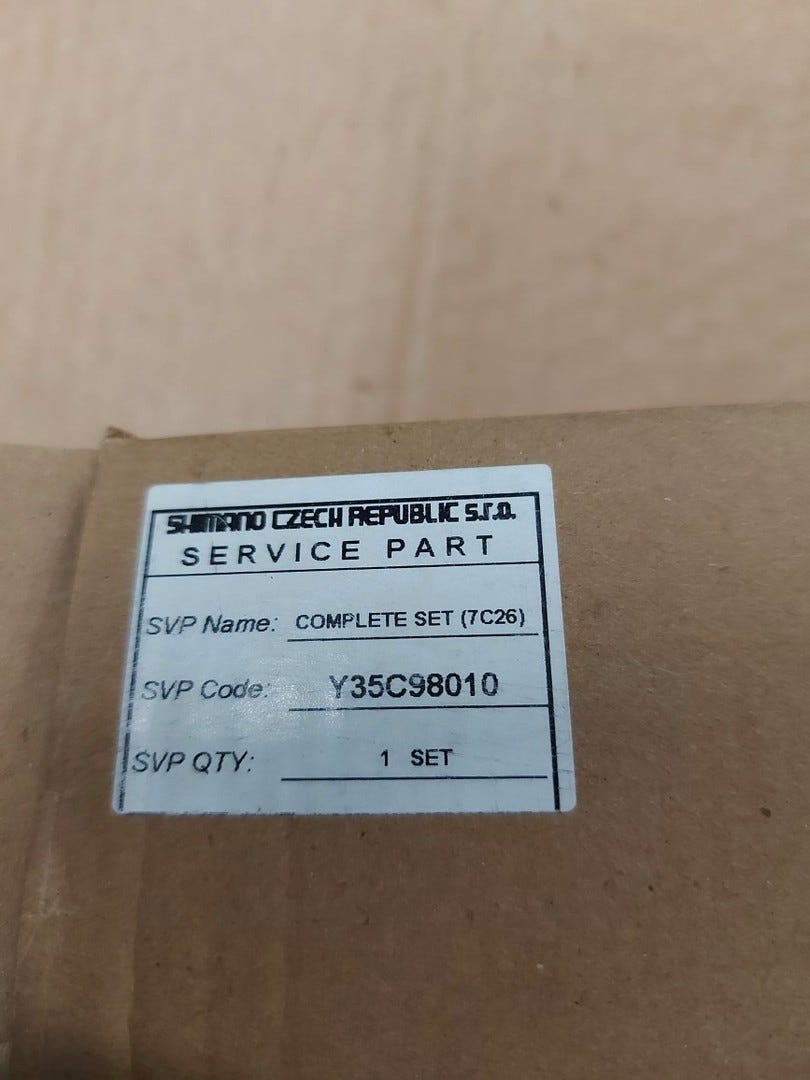 SHIMANO CZECH REPUBLIC s.r.o.
SERVICE PART
SVP Name: COMPLETE SET (7C26)
SVP Code: Y35C98010
SVP QTY: 1 SET